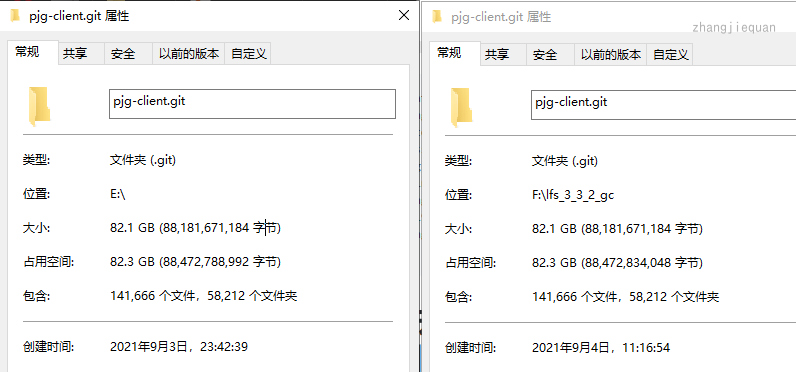 pjg-client.git 属性
常规
共享
安全
以前的版本
自定义
pjg-client.git
类型:
文件夹 (.git)
位置:
E:\
大小:
82.1 GB (88,181,671,184 字节)
占用空间:
82.3 GB (88,472,788,992 字节)
包含:
141,666 个文件，58,212 个文件夹
创建时间:
2021年9月3日，23:42:39
pjg-client.git 属性
zhangjiequan
常规
共享
安全
以前的版本
自定义
pjg-client.git
类型:
文件夹 (.git)
位置:
F:\lfs_3_3_2_gc
大小:
82.1 GB (88,181,671,184 字节)
占用空间:
82.3 GB (88,472,834,048 字节)
包含:
141,666 个文件，58,212 个文件夹
创建时间:
2021年9月4日，11:16:54